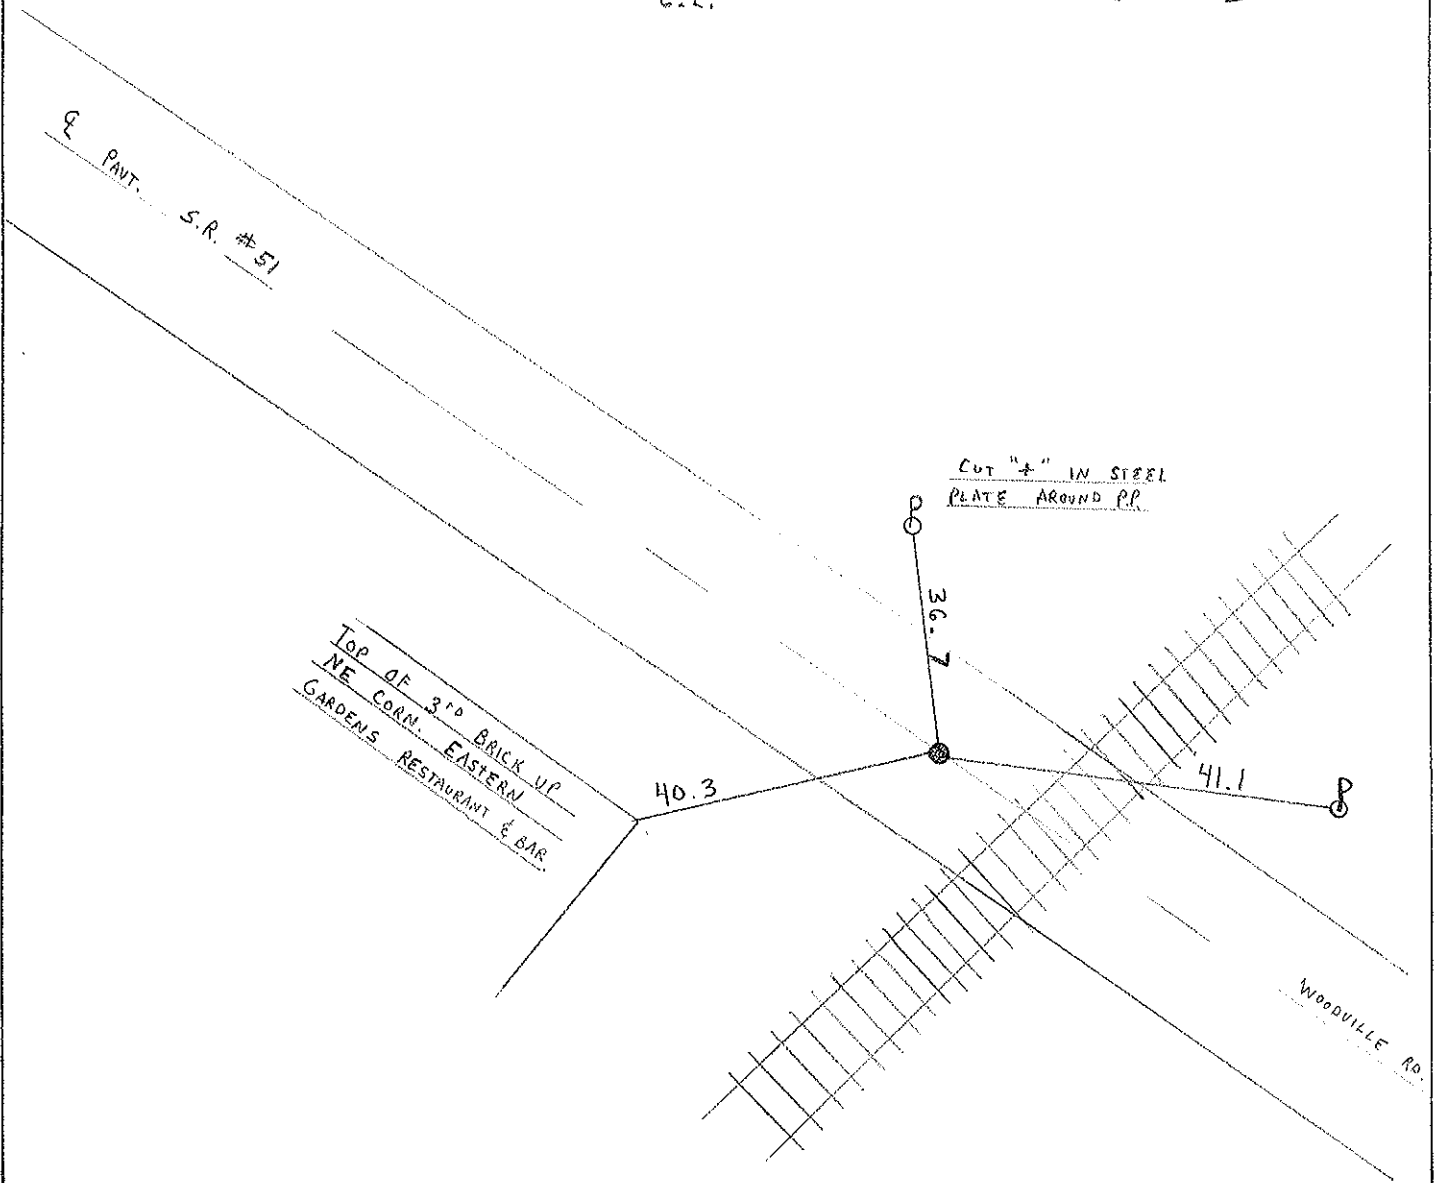 ℄ PAVT. S.R. #51
CUT "+" IN STEEL
PLATE AROUND P.P.
36.7
TOP OF 3RD BRICK UP
NE CORN. EASTERN
GARDENS RESTAURANT & BAR.
40.3
41.1
WOODVILLE RD.